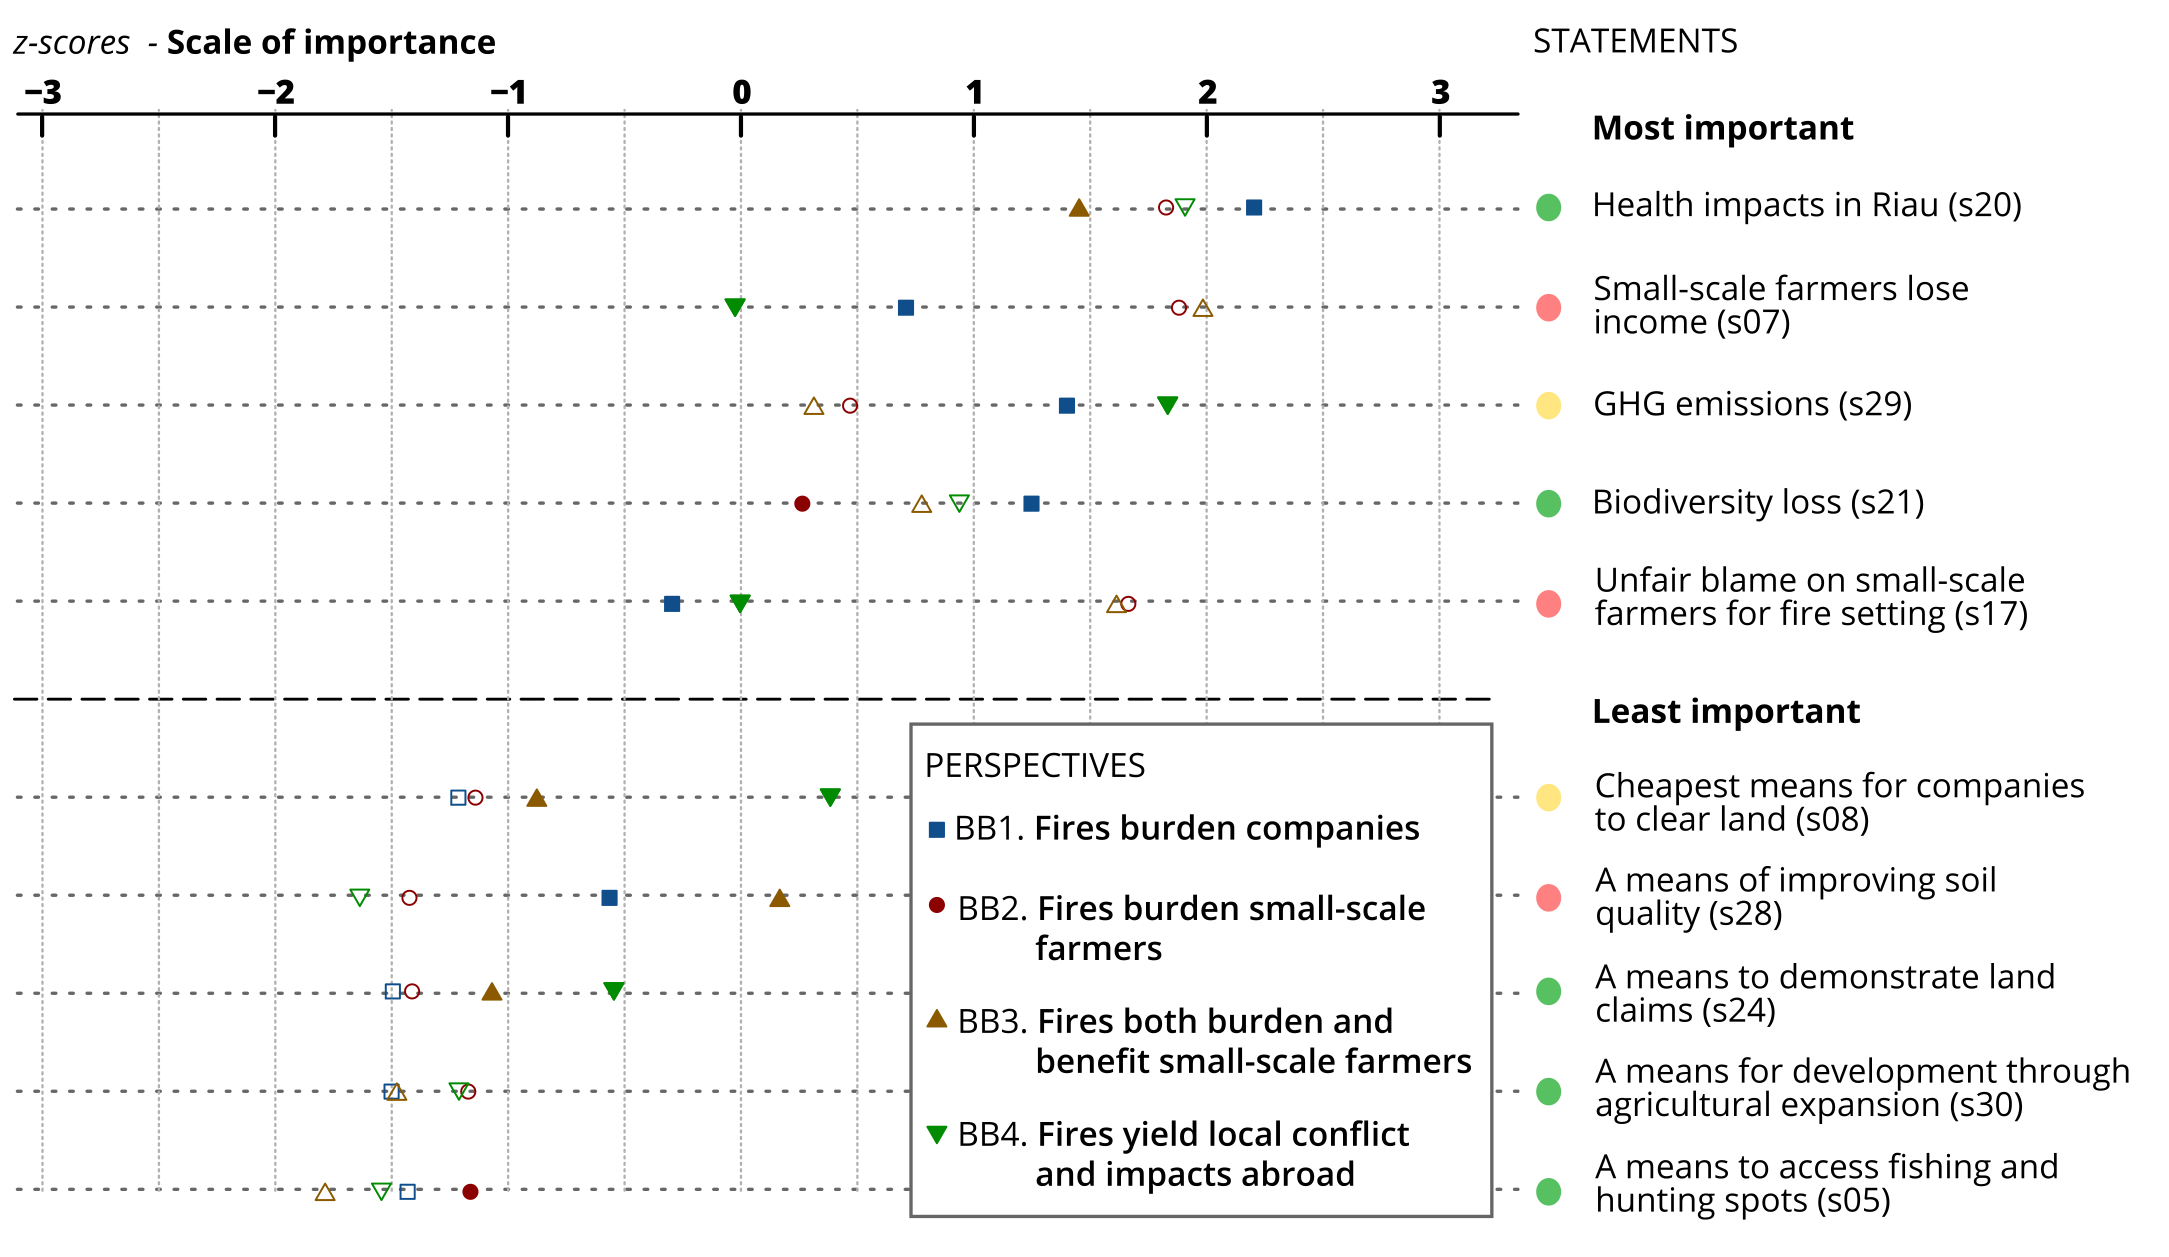 z-scores - Scale of importance
STATEMENTS
−3 −2 −1 0 1 2 3
Most important
Health impacts in Riau (s20)
Small-scale farmers lose
income (s07)
GHG emissions (s29)
Biodiversity loss (s21)
Unfair blame on small-scale
farmers for fire setting (s17)
Least important
Cheapest means for companies
to clear land (s08)
A means of improving soil
quality (s28)
A means to demonstrate land
claims (s24)
A means for development through
agricultural expansion (s30)
A means to access fishing and
hunting spots (s05)
PERSPECTIVES
BB1. Fires burden companies
BB2. Fires burden small-scale
farmers
BB3. Fires both burden and
benefit small-scale farmers
BB4. Fires yield local conflict
and impacts abroad